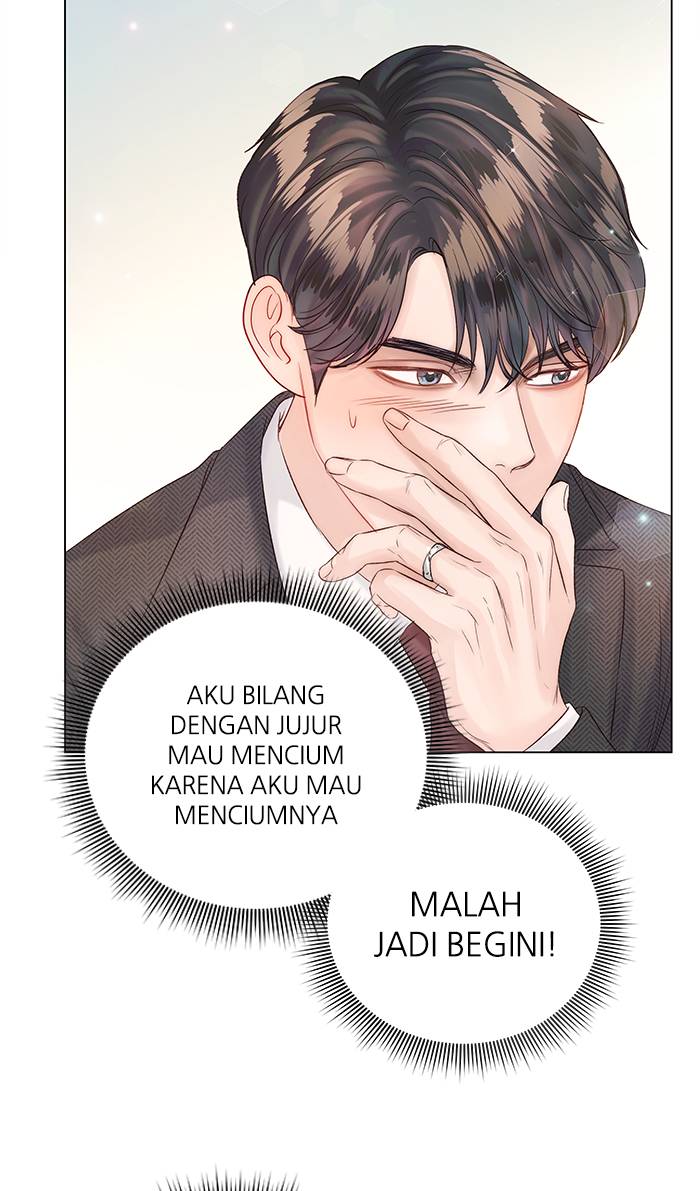 AKU BILANG
DENGAN JUJUR
MAU MENCIUM
KARENA AKU MAU
MENCIUMNYA
MALAH
JADI BEGINI!